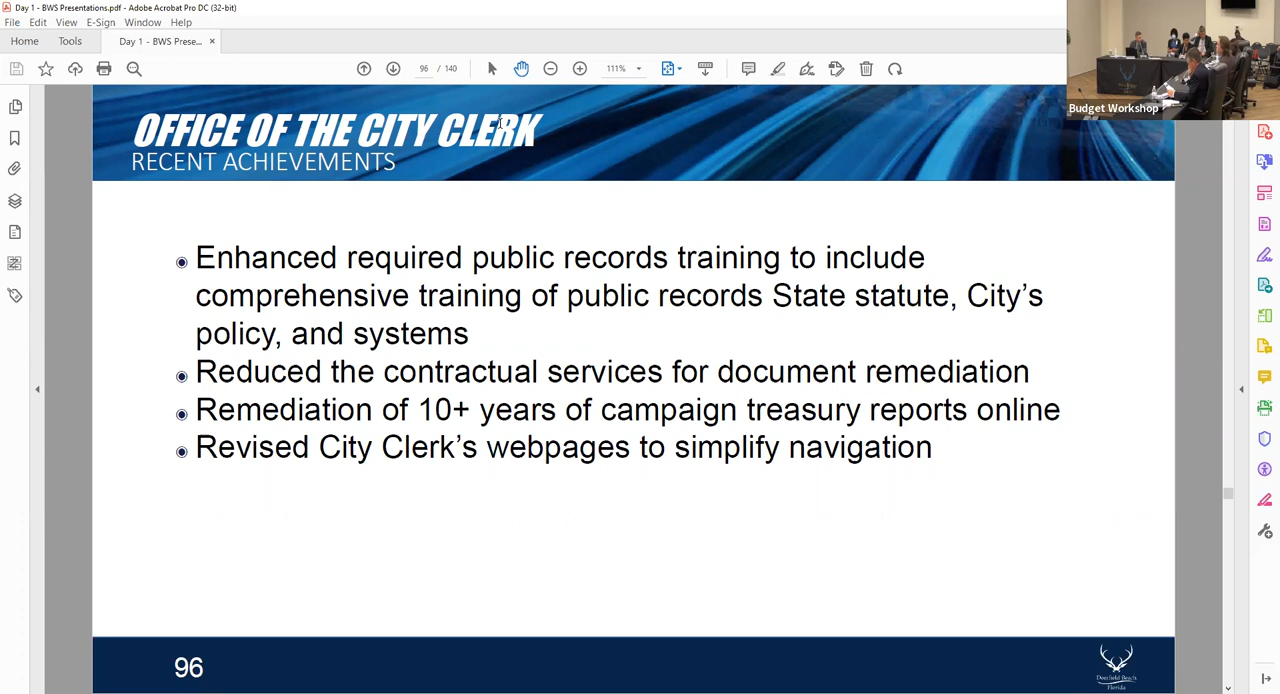 Day 1 - BWS Presentations.pdf - Adobe Acrobat Pro DC (32-bit)
File Edit View E-Sign Window Help
Home Tools Day 1 - BWS Prese... ×
96 / 140 111%
Budget Workshop
OFFICE OF THE CITY CLERK
RECENT ACHIEVEMENTS
Enhanced required public records training to include
comprehensive training of public records State statute, City’s
policy, and systems
Reduced the contractual services for document remediation
Remediation of 10+ years of campaign treasury reports online
Revised City Clerk’s webpages to simplify navigation
96
Deerfield Beach
Florida